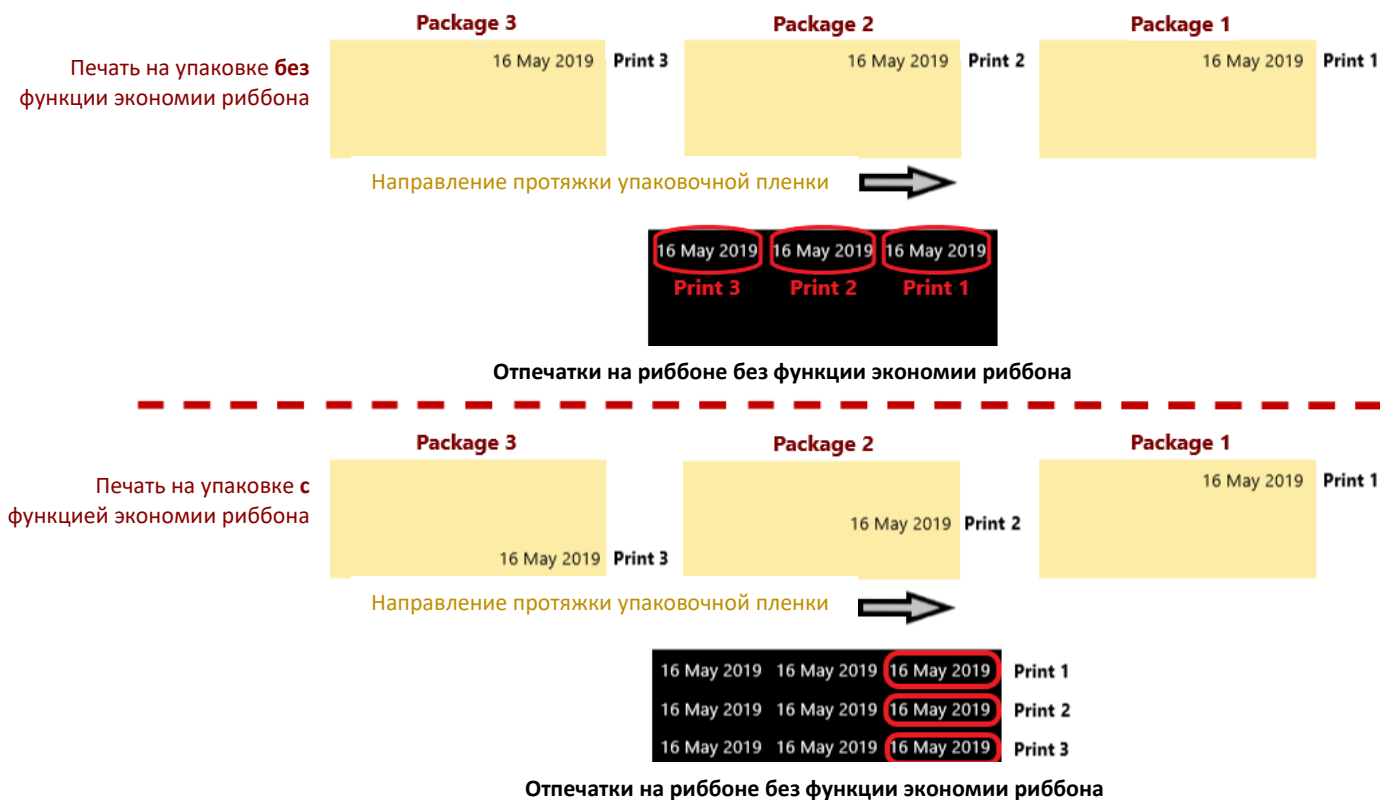 Package 3 Package 2 Package 1
Печать на упаковке без
функции экономии риббона
16 May 2019 Print 3 16 May 2019 Print 2 16 May 2019 Print 1
Направление протяжки упаковочной пленки
16 May 2019 16 May 2019 16 May 2019
Print 3 Print 2 Print 1
Отпечатки на риббоне без функции экономии риббона
Package 3 Package 2 Package 1
Печать на упаковке с
функцией экономии риббона
16 May 2019 Print 1
16 May 2019 Print 2
16 May 2019 Print 3
Направление протяжки упаковочной пленки
16 May 2019 16 May 2019 16 May 2019 Print 1
16 May 2019 16 May 2019 16 May 2019 Print 2
16 May 2019 16 May 2019 16 May 2019 Print 3
Отпечатки на риббоне без функции экономии риббона